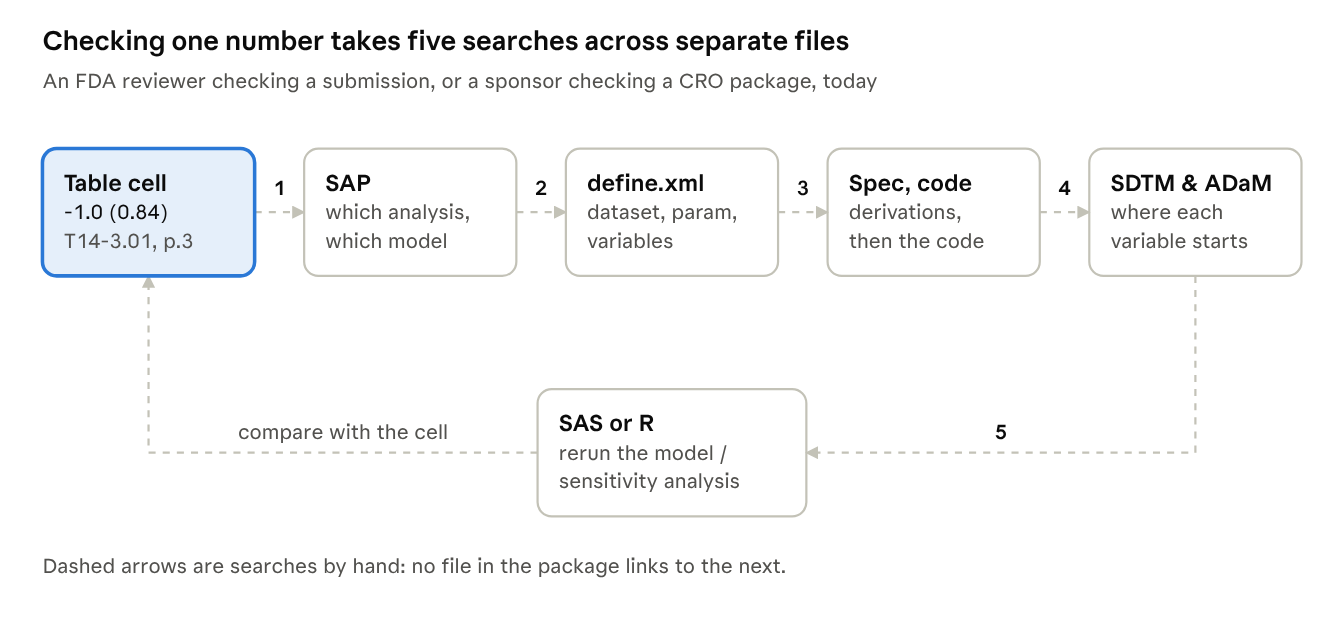 Checking one number takes five searches across separate files
An FDA reviewer checking a submission, or a sponsor checking a CRO package, today
Table cell
-1.0 (0.84)
T14-3.01, p.3
1
SAP
which analysis,
which model
2
define.xml
dataset, param,
variables
3
Spec, code
derivations,
then the code
4
SDTM & ADaM
where each
variable starts
compare with the cell
SAS or R
rerun the model /
sensitivity analysis
5
Dashed arrows are searches by hand: no file in the package links to the next.